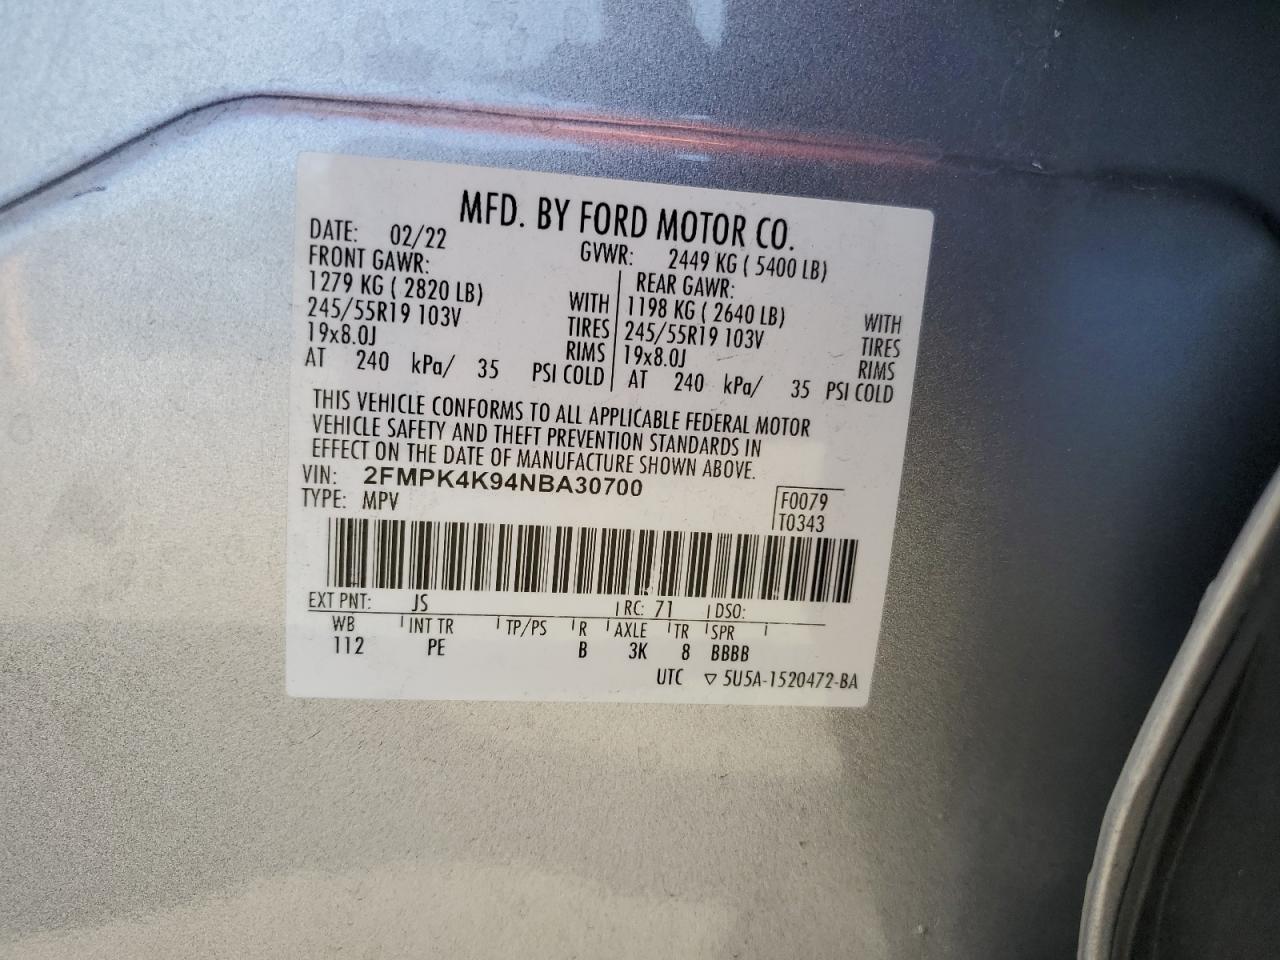 MFD. BY FORD MOTOR CO.
DATE: 02/22 GVWR: 2449 KG ( 5400 LB)
FRONT GAWR: REAR GAWR:
1279 KG ( 2820 LB) WITH 1198 KG ( 2640 LB) WITH
245/55R19 103V TIRES 245/55R19 103V TIRES
19x8.0J RIMS 19x8.0J RIMS
AT 240 kPa/ 35 PSI COLD AT 240 kPa/ 35 PSI COLD
THIS VEHICLE CONFORMS TO ALL APPLICABLE FEDERAL MOTOR
VEHICLE SAFETY AND THEFT PREVENTION STANDARDS IN
EFFECT ON THE DATE OF MANUFACTURE SHOWN ABOVE.
VIN: 2FMPK4K94NBA30700
TYPE: MPV F0079
T0343
EXT PNT: JS RC: 71 DSO:
WB INT TR TP/PS R AXLE TR SPR
112 PE B 3K 8 BBBB
UTC ▽ 5U5A-1520472-BA